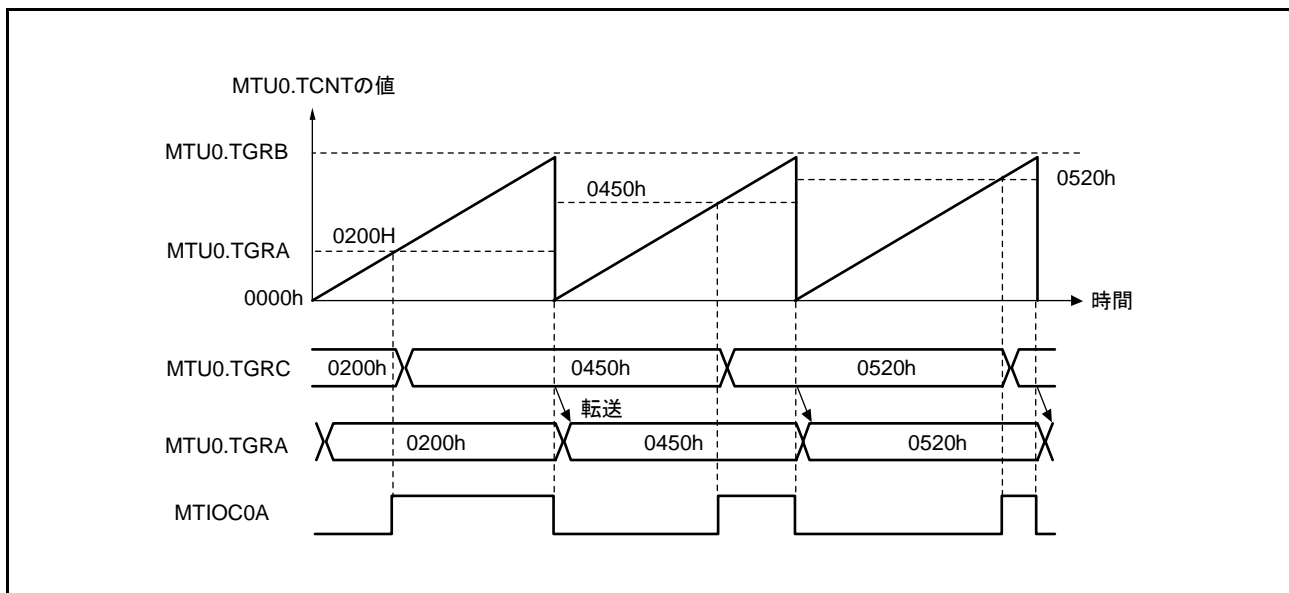 MTU0.TCNTの値
MTU0.TGRB
0450h
0520h
0200H
MTU0.TGRA
0000h
時間
MTU0.TGRC 0200h 0450h 0520h
転送
MTU0.TGRA 0200h 0450h 0520h
MTIOC0A